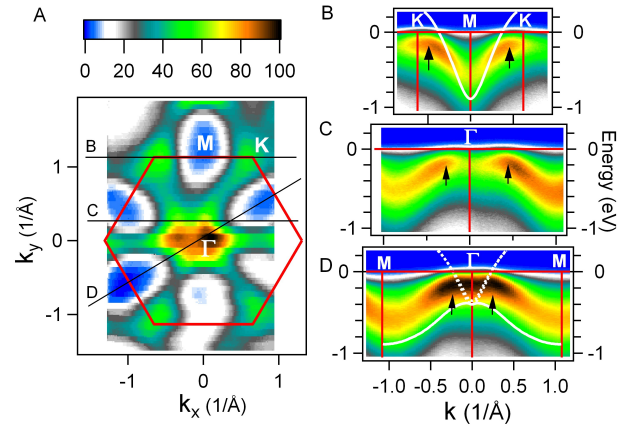 A
0 20 40 60 80 100
B
C
D
M
K
Γ
1
0
-1
-1 0 1
k_y (1/Å)
k_x (1/Å)
B
K M K
0 0
-1 -1
C
Γ
0 0
-1 -1
Energy (eV)
D
M Γ M
0 0
-1 -1
-1.0 -0.5 0.0 0.5 1.0
k (1/Å)